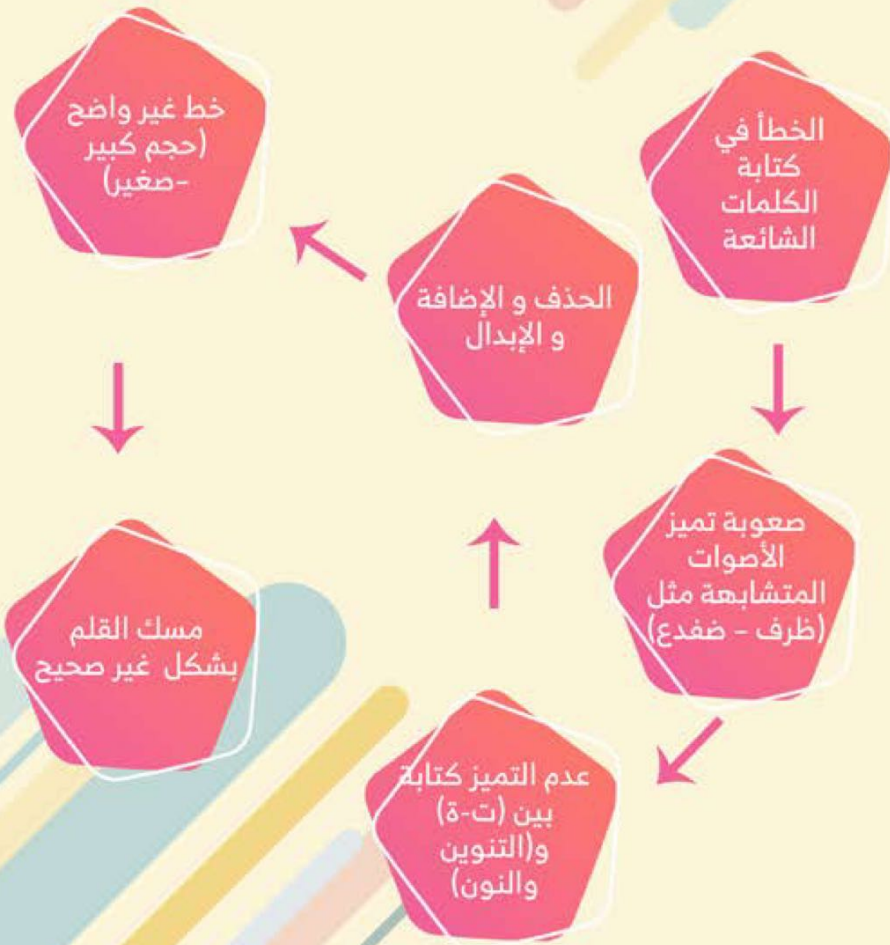 الخطأ في
كتابة
الكلمات
الشائعة
صعوبة تميز
الأصوات
المتشابهة مثل
(ظرف – ضفدع)
عدم التميز كتابة
بين (ت-ة)
و(التنوين
والنون)
الحذف و الإضافة
و الإبدال
خط غير واضح
(حجم كبير
-صغير)
مسك القلم
بشكل غير صحيح